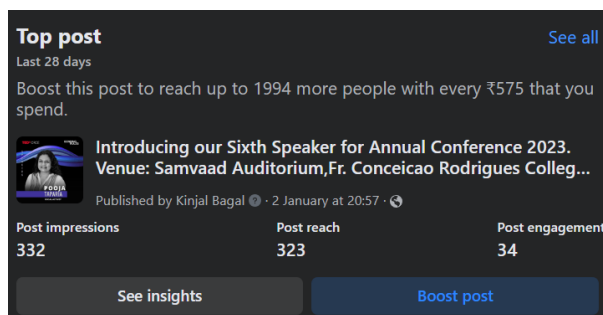 Top post
See all
Last 28 days
Boost this post to reach up to 1994 more people with every ₹575 that you
spend.
POOJA
Introducing our Sixth Speaker for Annual Conference 2023.
Venue: Samvaad Auditorium,Fr. Conceicao Rodrigues Colleg...
Published by Kinjal Bagal · 2 January at 20:57 ·
Post impressions
Post reach
Post engagement
332
323
34
See insights
Boost post